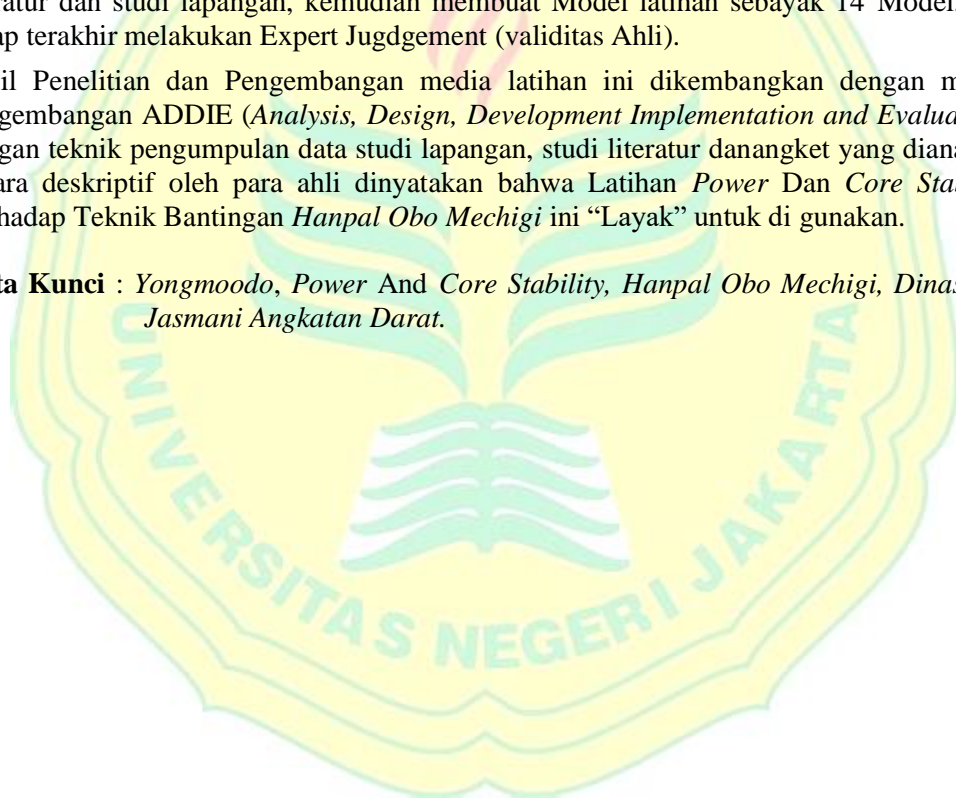 ratur dan studi lapangan, kemudian membuat Model latihan sebayak 14 Model.
ap terakhir melakukan Expert Jugdgement (validitas Ahli).
il Penelitian dan Pengembangan media latihan ini dikembangkan dengan m
gembangan ADDIE (Analysis, Design, Development Implementation and Evalua
gan teknik pengumpulan data studi lapangan, studi literatur danangket yang diana
ara deskriptif oleh para ahli dinyatakan bahwa Latihan Power Dan Core Sta
hadap Teknik Bantingan Hanpal Obo Mechigi ini “Layak” untuk di gunakan.
ta Kunci : Yongmoodo, Power And Core Stability, Hanpal Obo Mechigi, Dinas
Jasmani Angkatan Darat.
UNIVERSITAS NEGERI JAKARTA